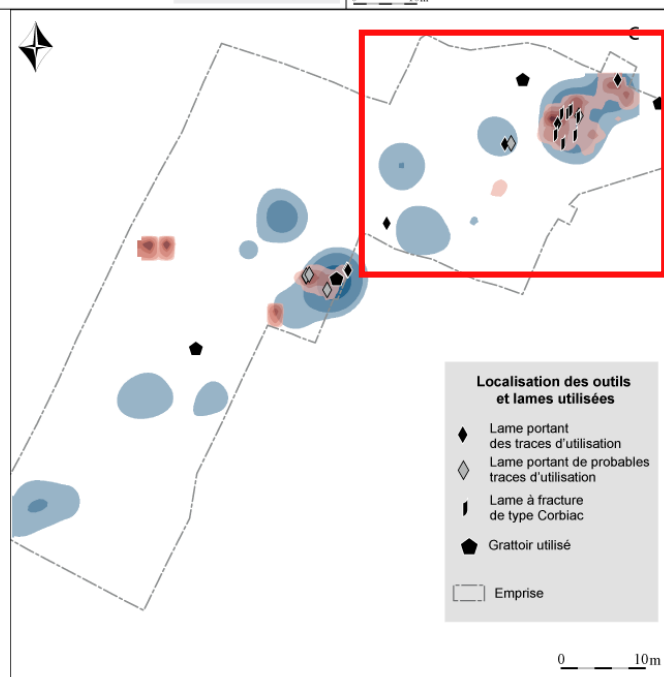 C
Localisation des outils
et lames utilisées
Lame portant
des traces d'utilisation
Lame portant de probables
traces d'utilisation
Lame à fracture
de type Corbiac
Grattoir utilisé
Emprise
0 10 m